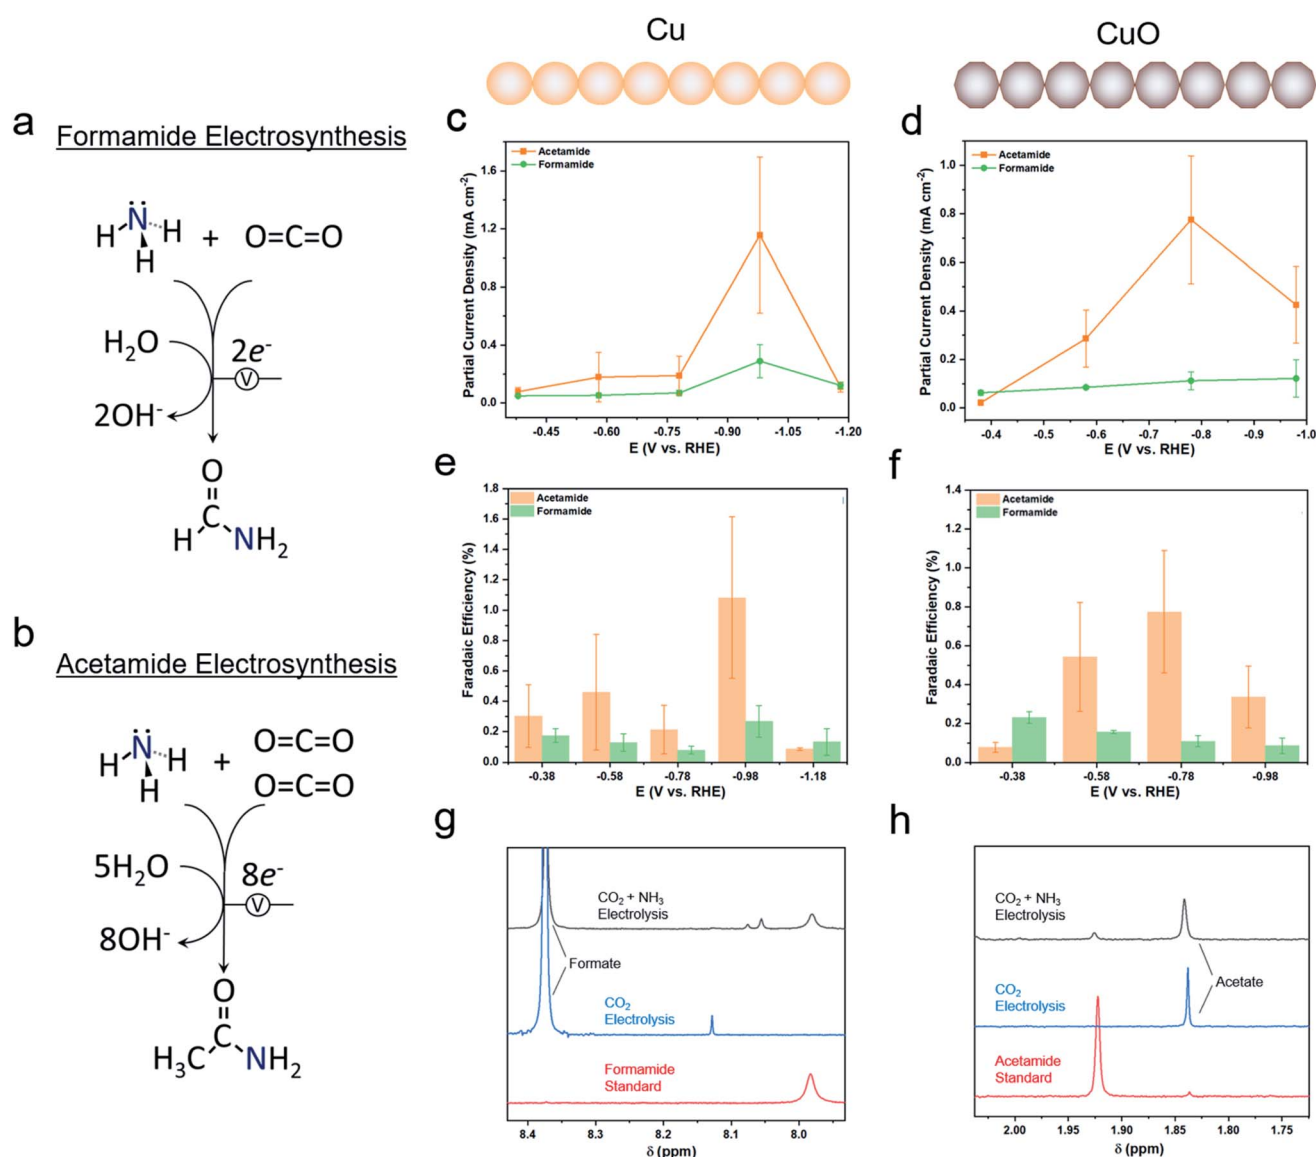 Cu
CuO
a
Formamide Electrosynthesis
N
H
H
H
+
O=C=O
H2O
2e-
V
2OH-
O
C
H
NH2
b
Acetamide Electrosynthesis
N
H
H
H
+
O=C=O
O=C=O
5H2O
8e-
V
8OH-
O
C
H3C
NH2
c
Acetamide
Formamide
Partial Current Density (mA cm-2)
1.6
1.2
0.8
0.4
0.0
-0.45 -0.60 -0.75 -0.90 -1.05 -1.20
E (V vs. RHE)
d
Acetamide
Formamide
Partial Current Density (mA cm-2)
1.0
0.8
0.6
0.4
0.2
0.0
-0.4 -0.5 -0.6 -0.7 -0.8 -0.9 -1.0
E (V vs. RHE)
e
Acetamide
Formamide
Faradaic Efficiency (%)
1.8
1.6
1.4
1.2
1.0
0.8
0.6
0.4
0.2
0.0
-0.38 -0.58 -0.78 -0.98 -1.18
E (V vs. RHE)
f
Acetamide
Formamide
Faradaic Efficiency (%)
1.4
1.2
1.0
0.8
0.6
0.4
0.2
0.0
-0.38 -0.58 -0.78 -0.98
E (V vs. RHE)
g
CO2 + NH3
Electrolysis
Formate
CO2
Electrolysis
Formamide
Standard
8.4 8.3 8.2 8.1 8.0
δ (ppm)
h
CO2 + NH3
Electrolysis
Acetate
CO2
Electrolysis
Acetamide
Standard
2.00 1.95 1.90 1.85 1.80 1.75
δ (ppm)